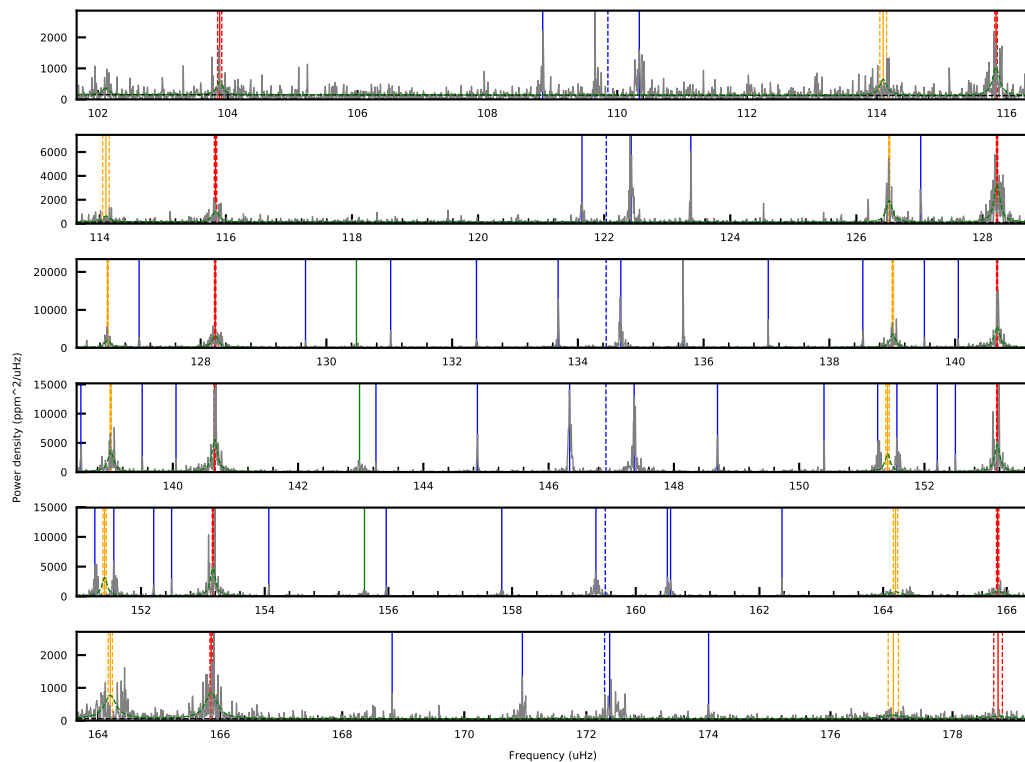 2000
1000
0
102 104 106 108 110 112 114 116
6000
4000
2000
0
114 116 118 120 122 124 126 128
20000
10000
0
128 130 132 134 136 138 140
Power density (ppm^2/uHz)
15000
10000
5000
0
140 142 144 146 148 150 152
15000
10000
5000
0
152 154 156 158 160 162 164 166
2000
1000
0
164 166 168 170 172 174 176 178
Frequency (uHz)